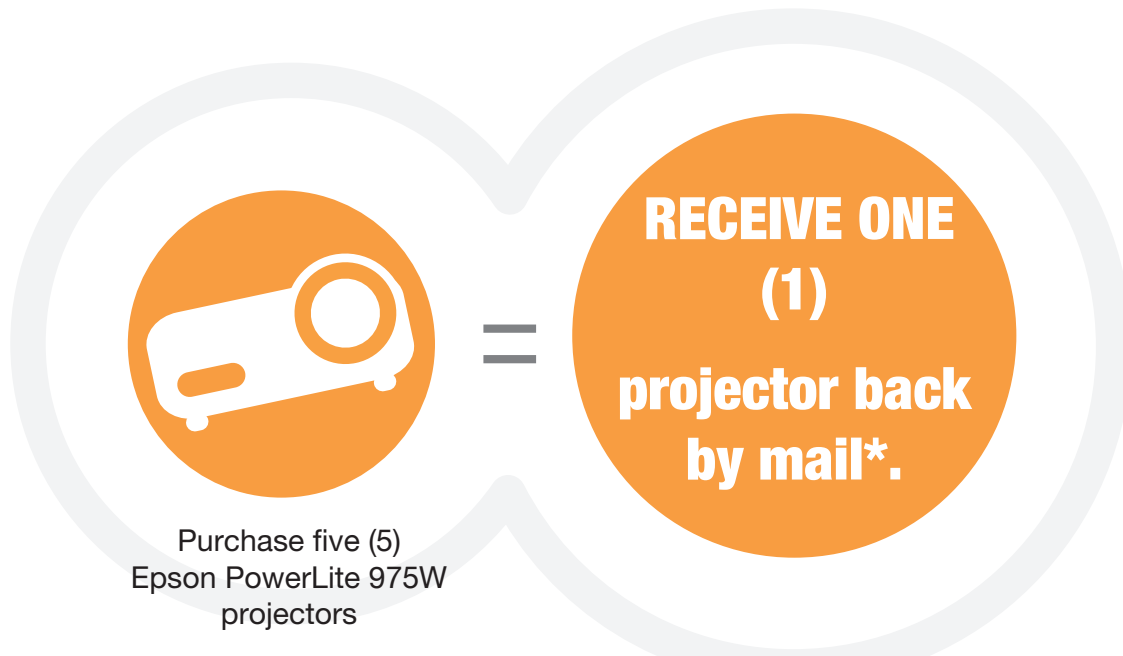 Purchase five (5)
Epson PowerLite 975W
projectors
=
RECEIVE ONE
(1)
projector back
by mail*.